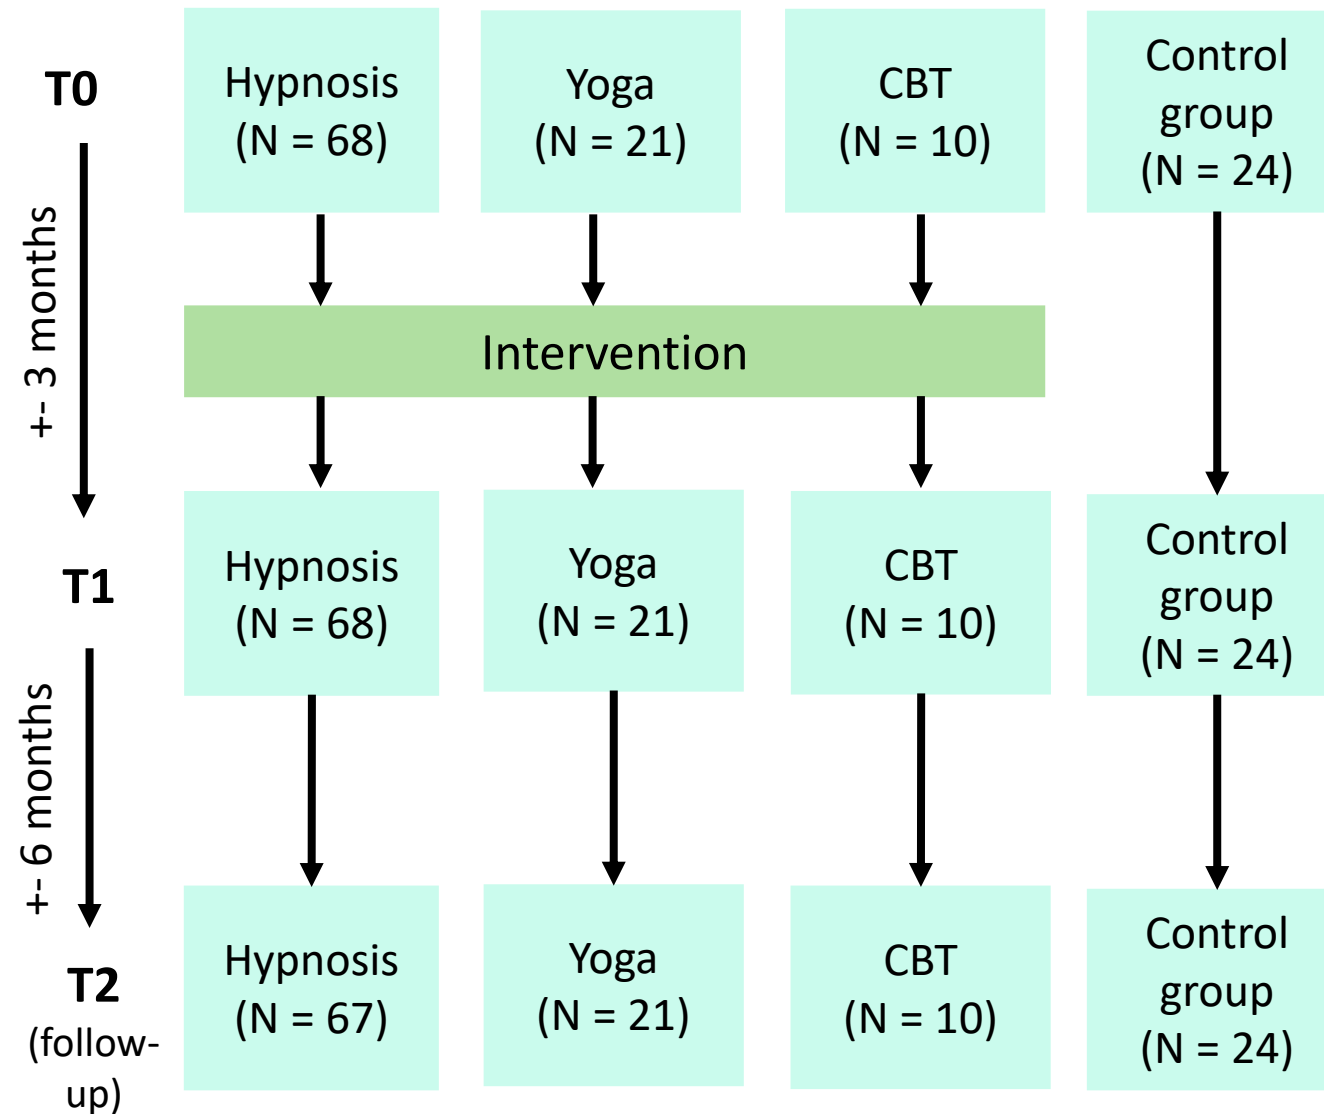 T0
Hypnosis
(N = 68)
Yoga
(N = 21)
CBT
(N = 10)
Control
group
(N = 24)
+- 3 months
Intervention
T1
Hypnosis
(N = 68)
Yoga
(N = 21)
CBT
(N = 10)
Control
group
(N = 24)
+- 6 months
T2
(follow-
up)
Hypnosis
(N = 67)
Yoga
(N = 21)
CBT
(N = 10)
Control
group
(N = 24)